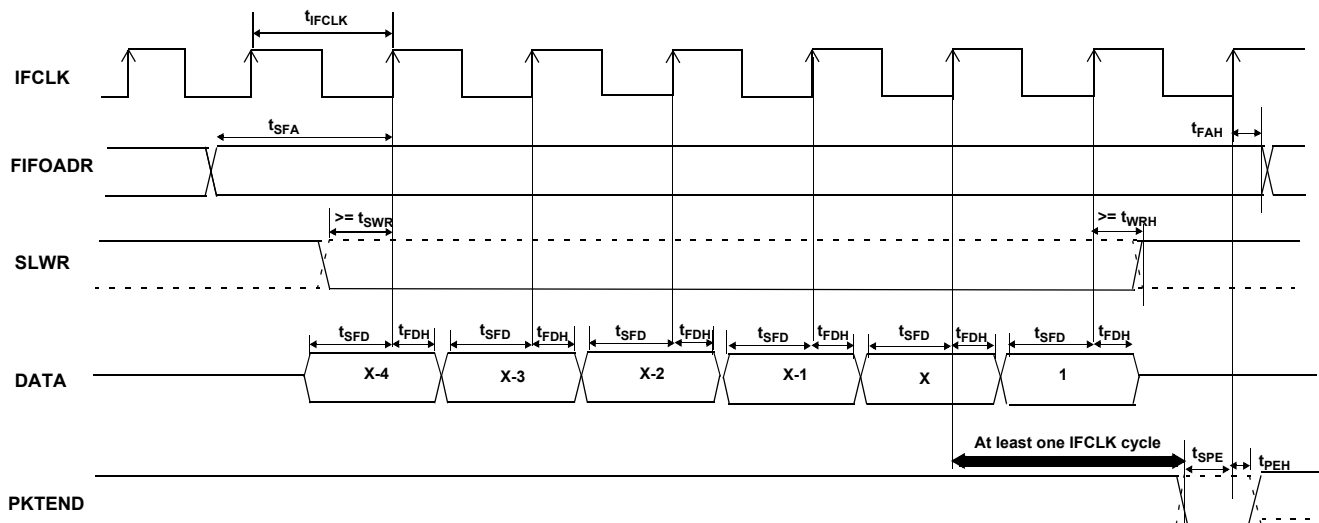 tIFCLK
IFCLK
tSFA
tFAH
FIFOADR
>= tSWR
>= tWRH
SLWR
tSFD tFDH tSFD tFDH tSFD tFDH tSFD tFDH tSFD tFDH tSFD tFDH
DATA X-4 X-3 X-2 X-1 X 1
At least one IFCLK cycle
tSPE
tPEH
PKTEND